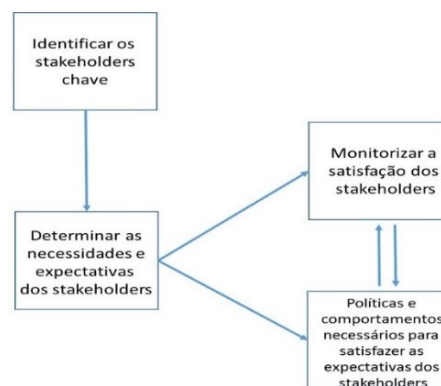 Identificar os
stakeholders
chave
Monitorizar a
satisfação dos
stakeholders
Determinar as
necessidades e
expectativas
dos stakeholders
Políticas e
comportamentos
necessários para
satisfazer as
expectativas dos
stakeholders